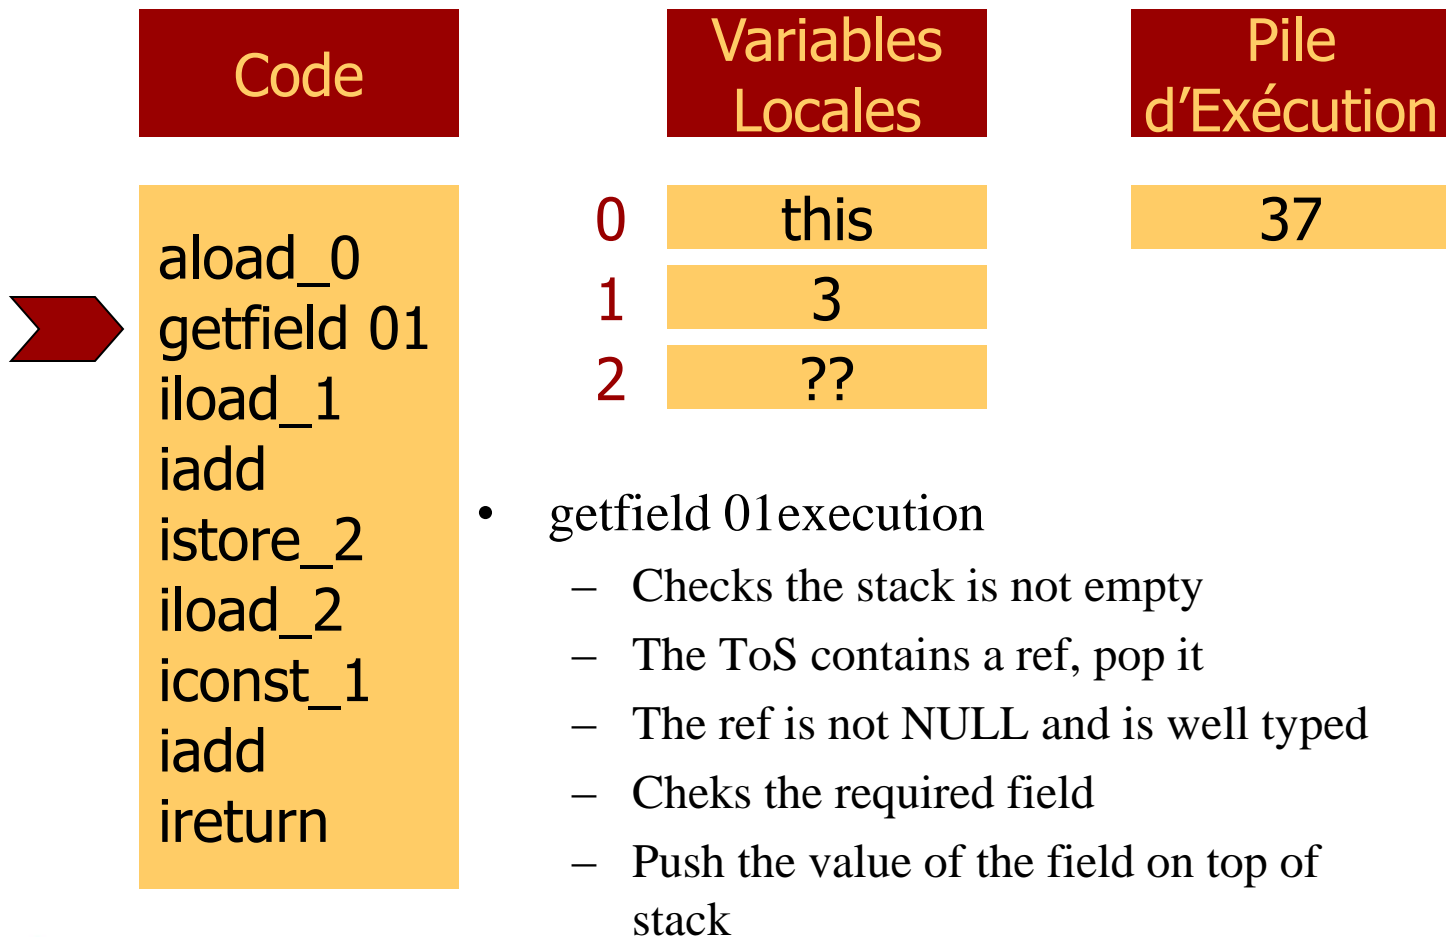 Code
Variables
Locales
Pile
d’Exécution
aload_0
getfield 01
iload_1
iadd
istore_2
iload_2
iconst_1
iadd
ireturn
0 this
1 3
2 ??
37
• getfield 01execution
– Checks the stack is not empty
– The ToS contains a ref, pop it
– The ref is not NULL and is well typed
– Cheks the required field
– Push the value of the field on top of
stack